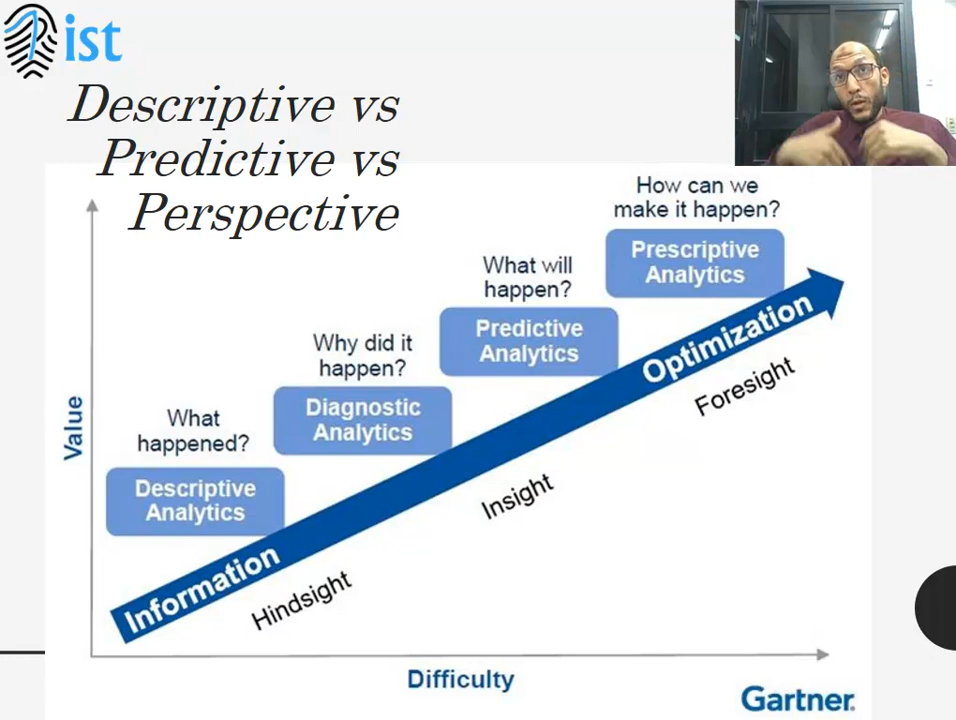 ist
Descriptive vs
Predictive vs
Perspective
How can we
make it happen?
Prescriptive
Analytics
What will
happen?
Predictive
Analytics
Why did it
happen?
Diagnostic
Analytics
What
happened?
Descriptive
Analytics
Value
Information
Optimization
Hindsight
Insight
Foresight
Difficulty
Gartner.